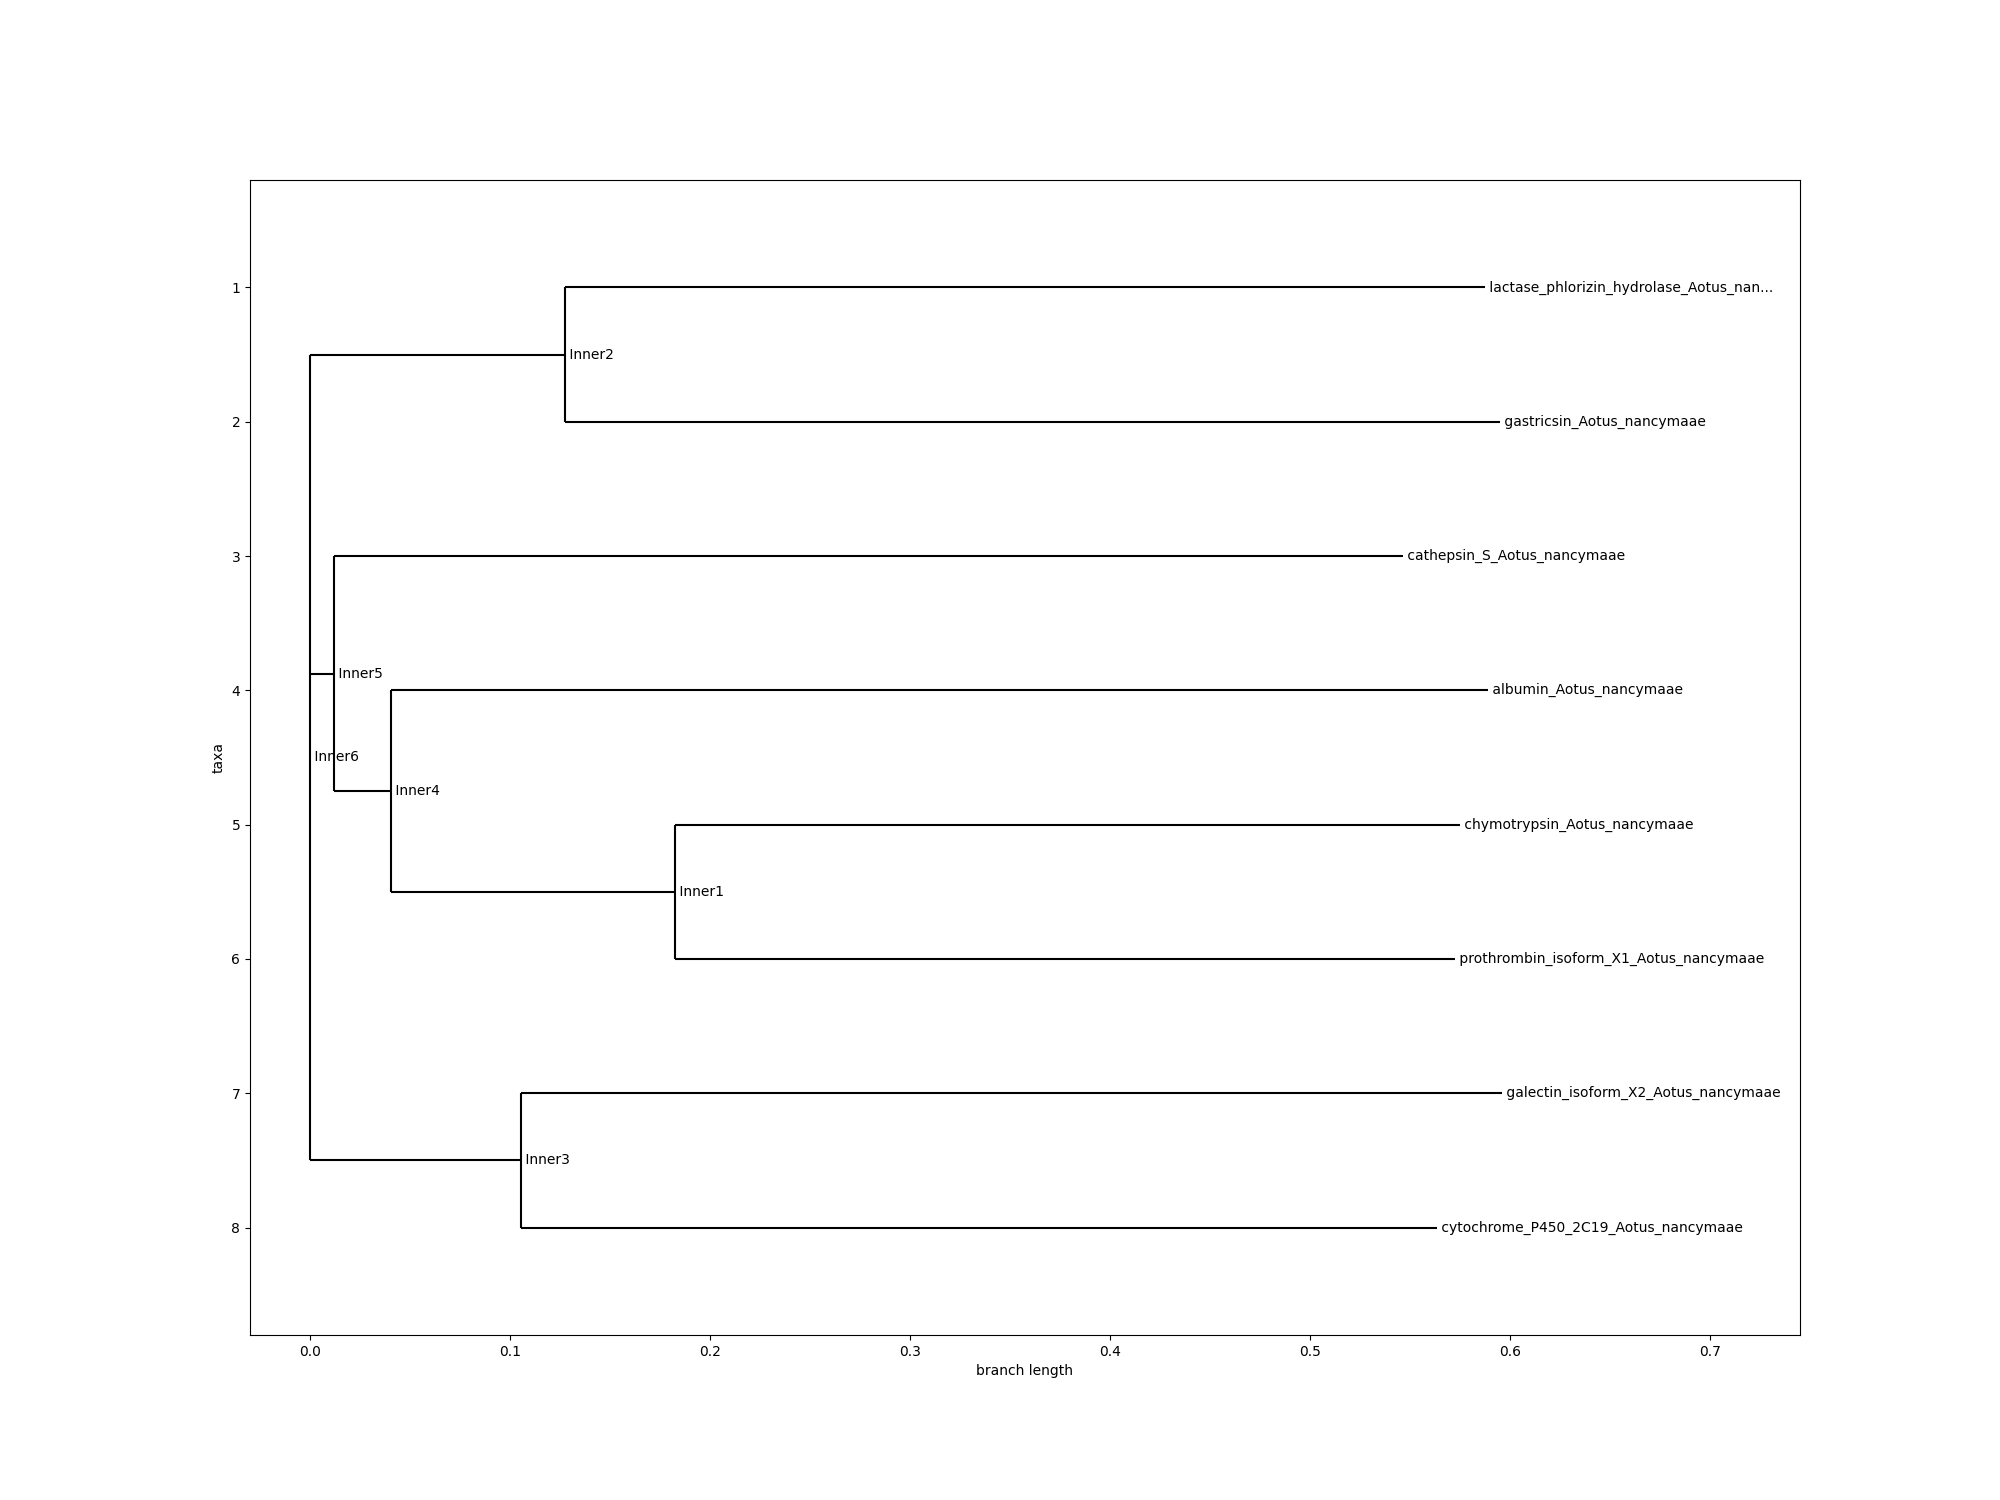 1
lactase_phlorizin_hydrolase_Aotus_nan...
Inner2
2
gastricsin_Aotus_nancymaae
3
cathepsin_S_Aotus_nancymaae
Inner5
4
albumin_Aotus_nancymaae
Inner6
taxa
Inner4
5
chymotrypsin_Aotus_nancymaae
Inner1
6
prothrombin_isoform_X1_Aotus_nancymaae
7
galectin_isoform_X2_Aotus_nancymaae
Inner3
8
cytochrome_P450_2C19_Aotus_nancymaae
0.0 0.1 0.2 0.3 0.4 0.5 0.6 0.7
branch length